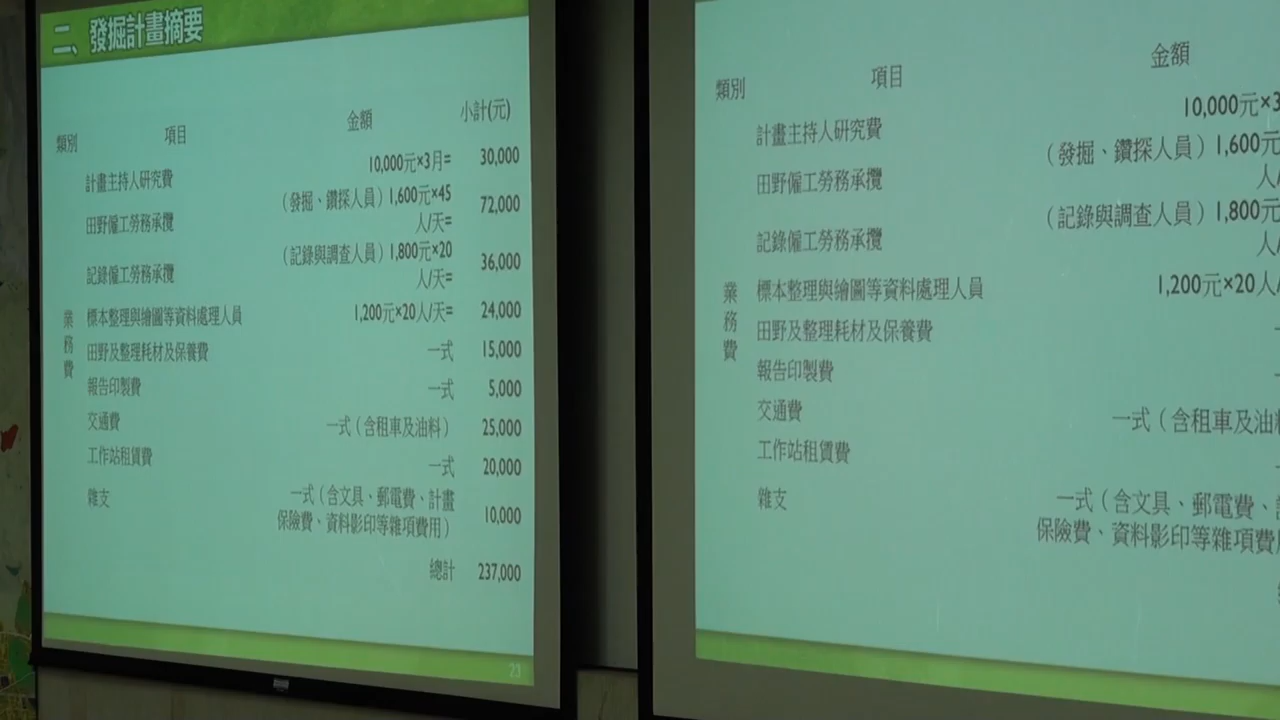 二、發掘計畫摘要
類別 項目 金額 小計(元)
計畫主持人研究費 10,000元×3月= 30,000
田野僱工勞務承攬 (發掘、鑽探人員) 1,600元×45
人/天= 72,000
記錄僱工勞務承攬 (記錄與調查人員) 1,800元×20
人/天= 36,000
業務費
標本整理與繪圖等資料處理人員 1,200元×20人/天= 24,000
田野及整理耗材及保養費 一式 15,000
報告印製費 一式 5,000
交通費 一式 (含租車及油料) 25,000
工作站租賃費 一式 20,000
雜支 一式 (含文具、郵電費、計畫
保險費、資料影印等雜項費用) 10,000
總計 237,000
23
類別 項目 金額
計畫主持人研究費 10,000元×3
田野僱工勞務承攬 (發掘、鑽探人員) 1,600元
人/
記錄僱工勞務承攬 (記錄與調查人員) 1,800元
人/
業務費
標本整理與繪圖等資料處理人員 1,200元×20人/
田野及整理耗材及保養費
報告印製費
交通費 一式 (含租車及油料
工作站租賃費
雜支 一式 (含文具、郵電費、
保險費、資料影印等雜項費用